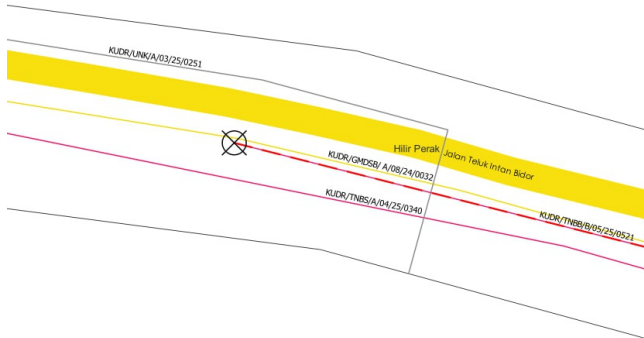 KUDR/UNK/A/03/25/0251
Hilir Perak
Jalan Teluk Intan Bidor
KUDR/GMDSB/ A/08/24/0032
KUDR/TNBS/A/04/25/0340
KUDR/TNBB/B/05/25/0521